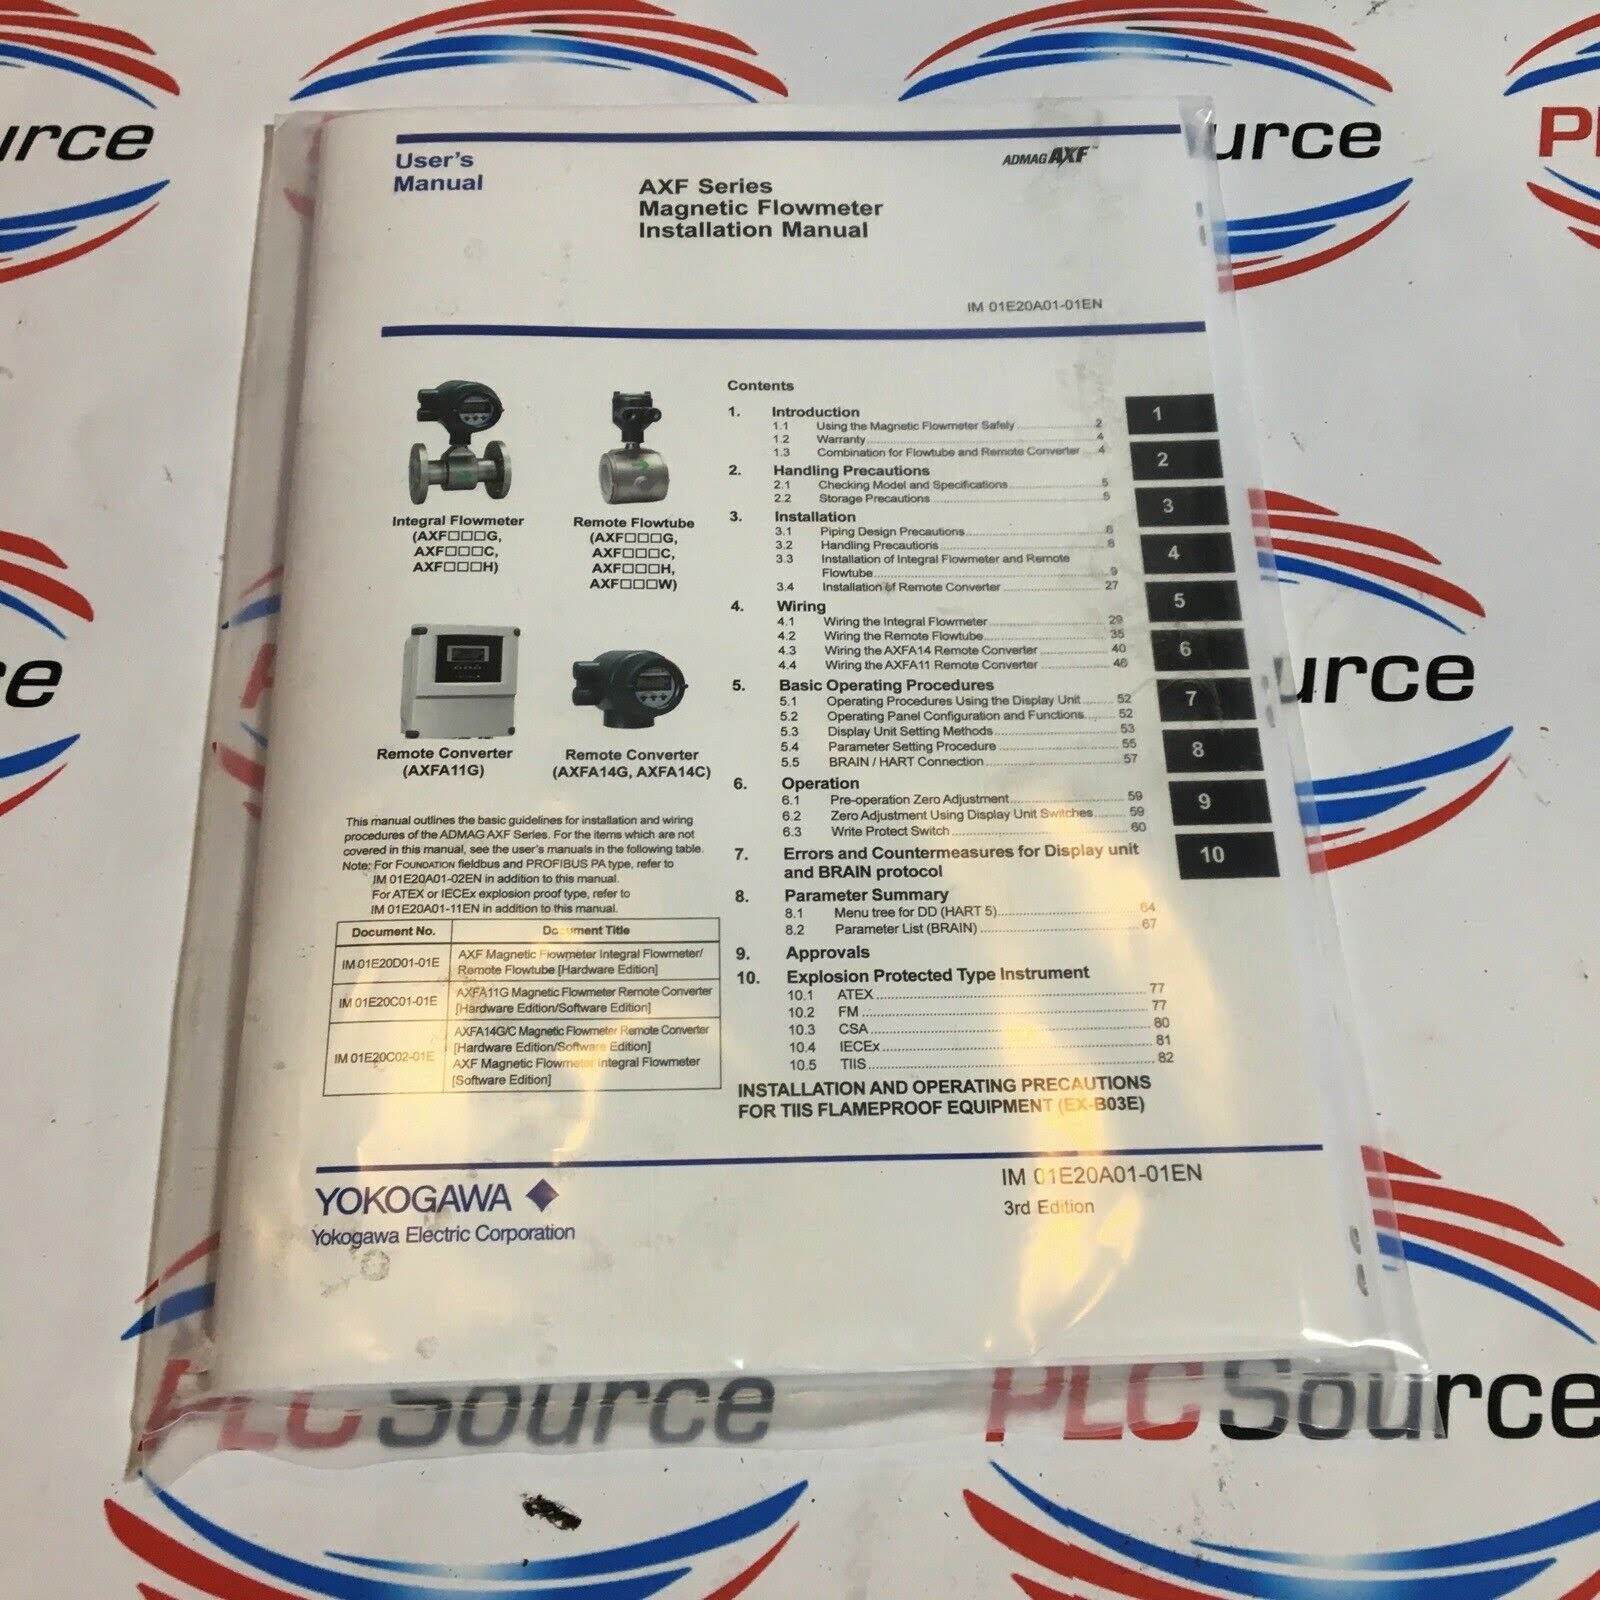 urce
urce
PL
User's
Manual
ADMAG AXF™
AXF Series
Magnetic Flowmeter
Installation Manual
IM 01E20A01-01EN
Integral Flowmeter
(AXF□□□G,
AXF□□□C,
AXF□□□H)
Remote Flowtube
(AXF□□□G,
AXF□□□C,
AXF□□□H,
AXF□□□W)
Remote Converter
(AXFA11G)
Remote Converter
(AXFA14G, AXFA14C)
This manual outlines the basic guidelines for installation and wiring
procedures of the ADMAG AXF Series. For the items which are not
covered in this manual, see the user's manuals in the following table.
Note: For FOUNDATION fieldbus and PROFIBUS PA type, refer to
IM 01E20A01-02EN in addition to this manual.
For ATEX or IECEx explosion proof type, refer to
IM 01E20A01-11EN in addition to this manual.
Document No. Document Title
IM 01E20D01-01E AXF Magnetic Flowmeter Integral Flowmeter/
Remote Flowtube [Hardware Edition]
IM 01E20C01-01E AXFA11G Magnetic Flowmeter Remote Converter
[Hardware Edition/Software Edition]
IM 01E20C02-01E AXFA14G/C Magnetic Flowmeter Remote Converter
[Hardware Edition/Software Edition]
AXF Magnetic Flowmeter Integral Flowmeter
[Software Edition]
Contents
1. Introduction
1.1 Using the Magnetic Flowmeter Safely 2
1.2 Warranty 4
1.3 Combination for Flowtube and Remote Converter 4
2. Handling Precautions
2.1 Checking Model and Specifications 5
2.2 Storage Precautions 5
3. Installation
3.1 Piping Design Precautions 6
3.2 Handling Precautions 8
3.3 Installation of Integral Flowmeter and Remote
Flowtube 9
3.4 Installation of Remote Converter 27
4. Wiring
4.1 Wiring the Integral Flowmeter 29
4.2 Wiring the Remote Flowtube 35
4.3 Wiring the AXFA14 Remote Converter 40
4.4 Wiring the AXFA11 Remote Converter 46
5. Basic Operating Procedures
5.1 Operating Procedures Using the Display Unit 52
5.2 Operating Panel Configuration and Functions 52
5.3 Display Unit Setting Methods 53
5.4 Parameter Setting Procedure 55
5.5 BRAIN / HART Connection 57
6. Operation
6.1 Pre-operation Zero Adjustment 59
6.2 Zero Adjustment Using Display Unit Switches 59
6.3 Write Protect Switch 60
7. Errors and Countermeasures for Display unit
and BRAIN protocol
8. Parameter Summary
8.1 Menu tree for DD (HART 5) 64
8.2 Parameter List (BRAIN) 67
9. Approvals
10. Explosion Protected Type Instrument
10.1 ATEX 77
10.2 FM 77
10.3 CSA 80
10.4 IECEx 81
10.5 TIIS 82
INSTALLATION AND OPERATING PRECAUTIONS
FOR TIIS FLAMEPROOF EQUIPMENT (EX-B03E)
1
2
3
4
5
6
7
8
9
10
YOKOGAWA
Yokogawa Electric Corporation
IM 01E20A01-01EN
3rd Edition
e
urce
PLCSource
PLCSource